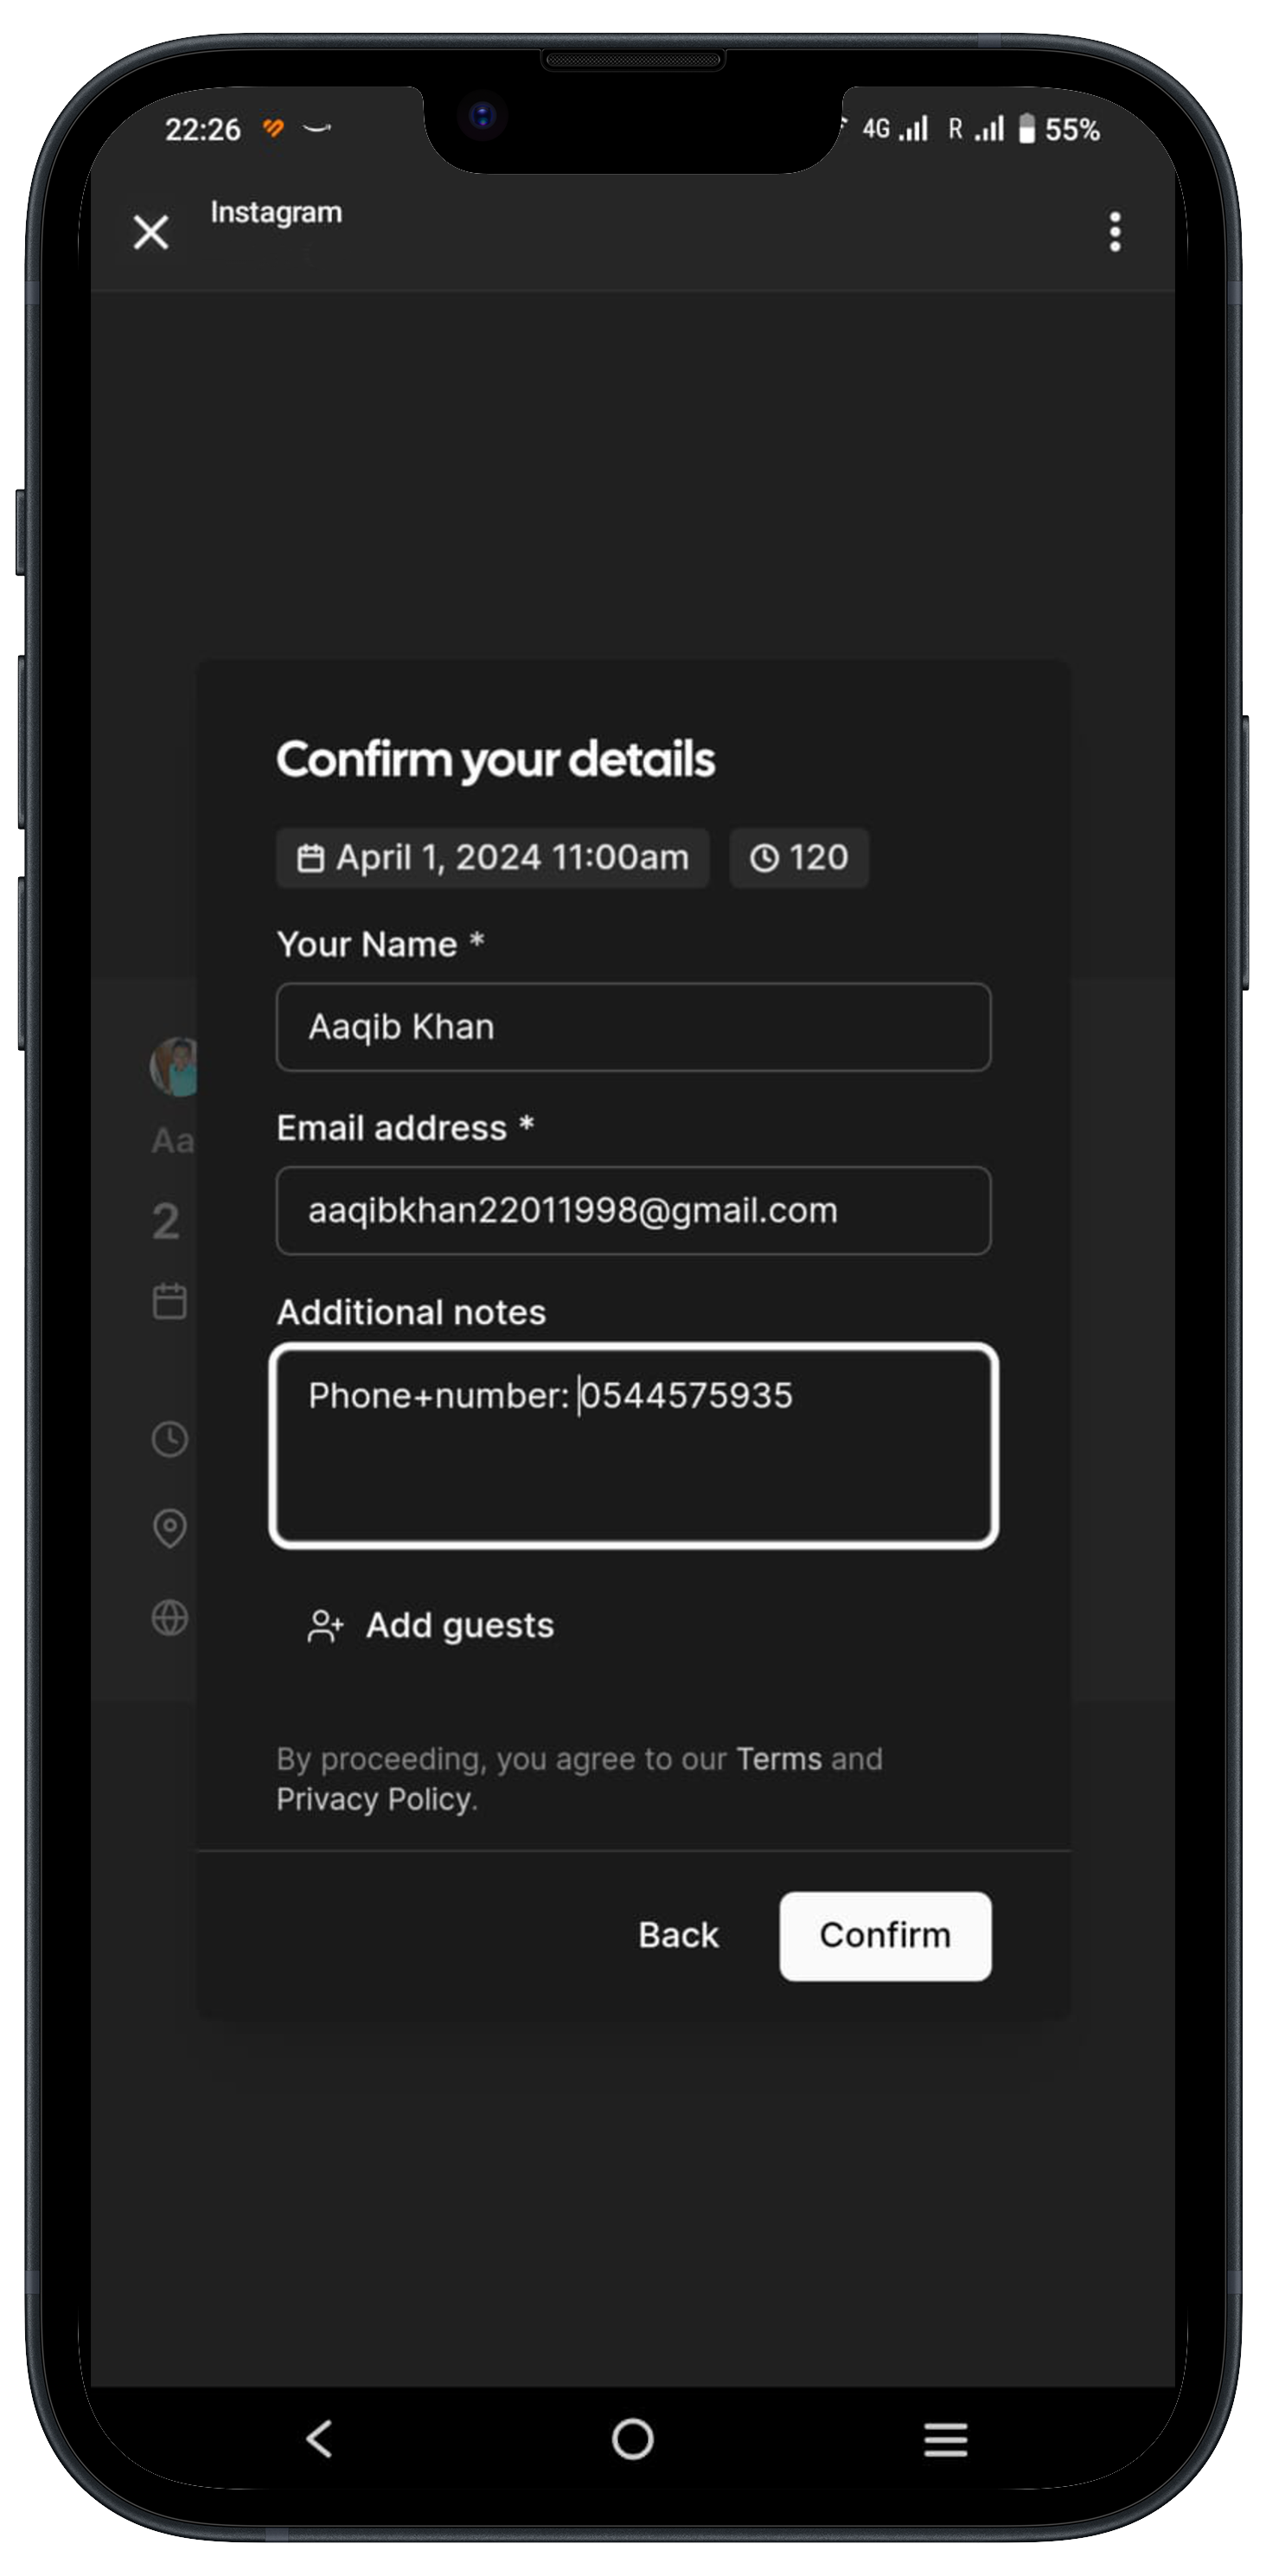 22:26
4G R 55%
Instagram
Confirm your details
April 1, 2024 11:00am 120
Your Name *
Aaqib Khan
Email address *
aaqibkhan22011998@gmail.com
Aa
2
Additional notes
Phone+number: 0544575935
Add guests
By proceeding, you agree to our Terms and
Privacy Policy.
Back Confirm